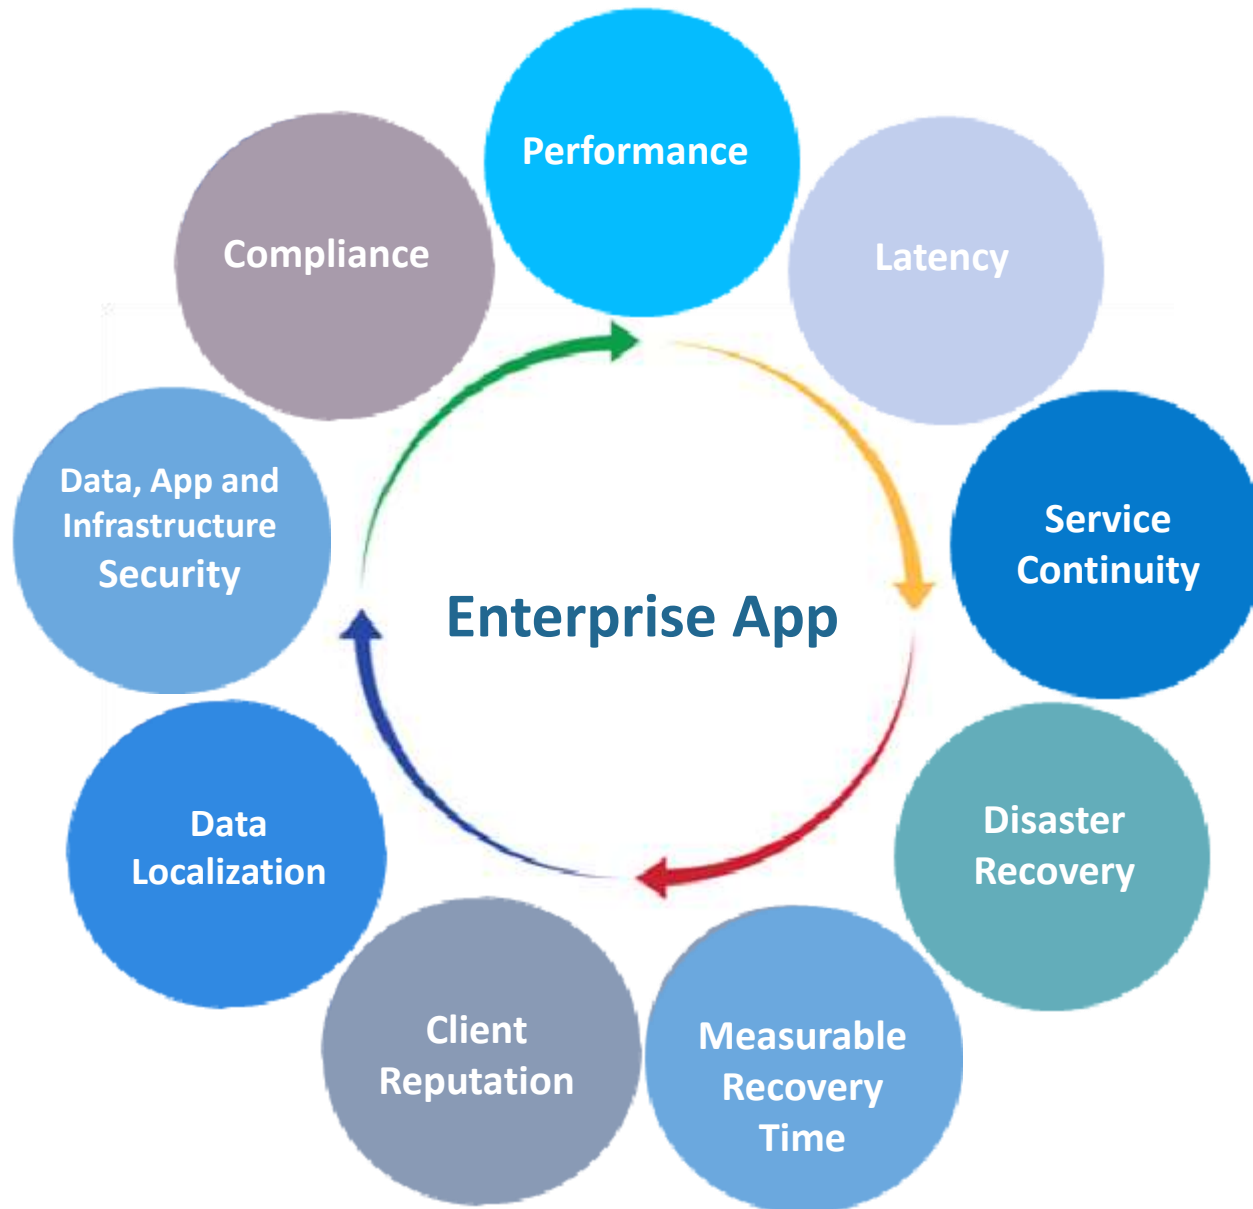 Performance
Latency
Service
Continuity
Disaster
Recovery
Measurable
Recovery
Time
Client
Reputation
Data
Localization
Data, App and
Infrastructure
Security
Compliance
Enterprise App